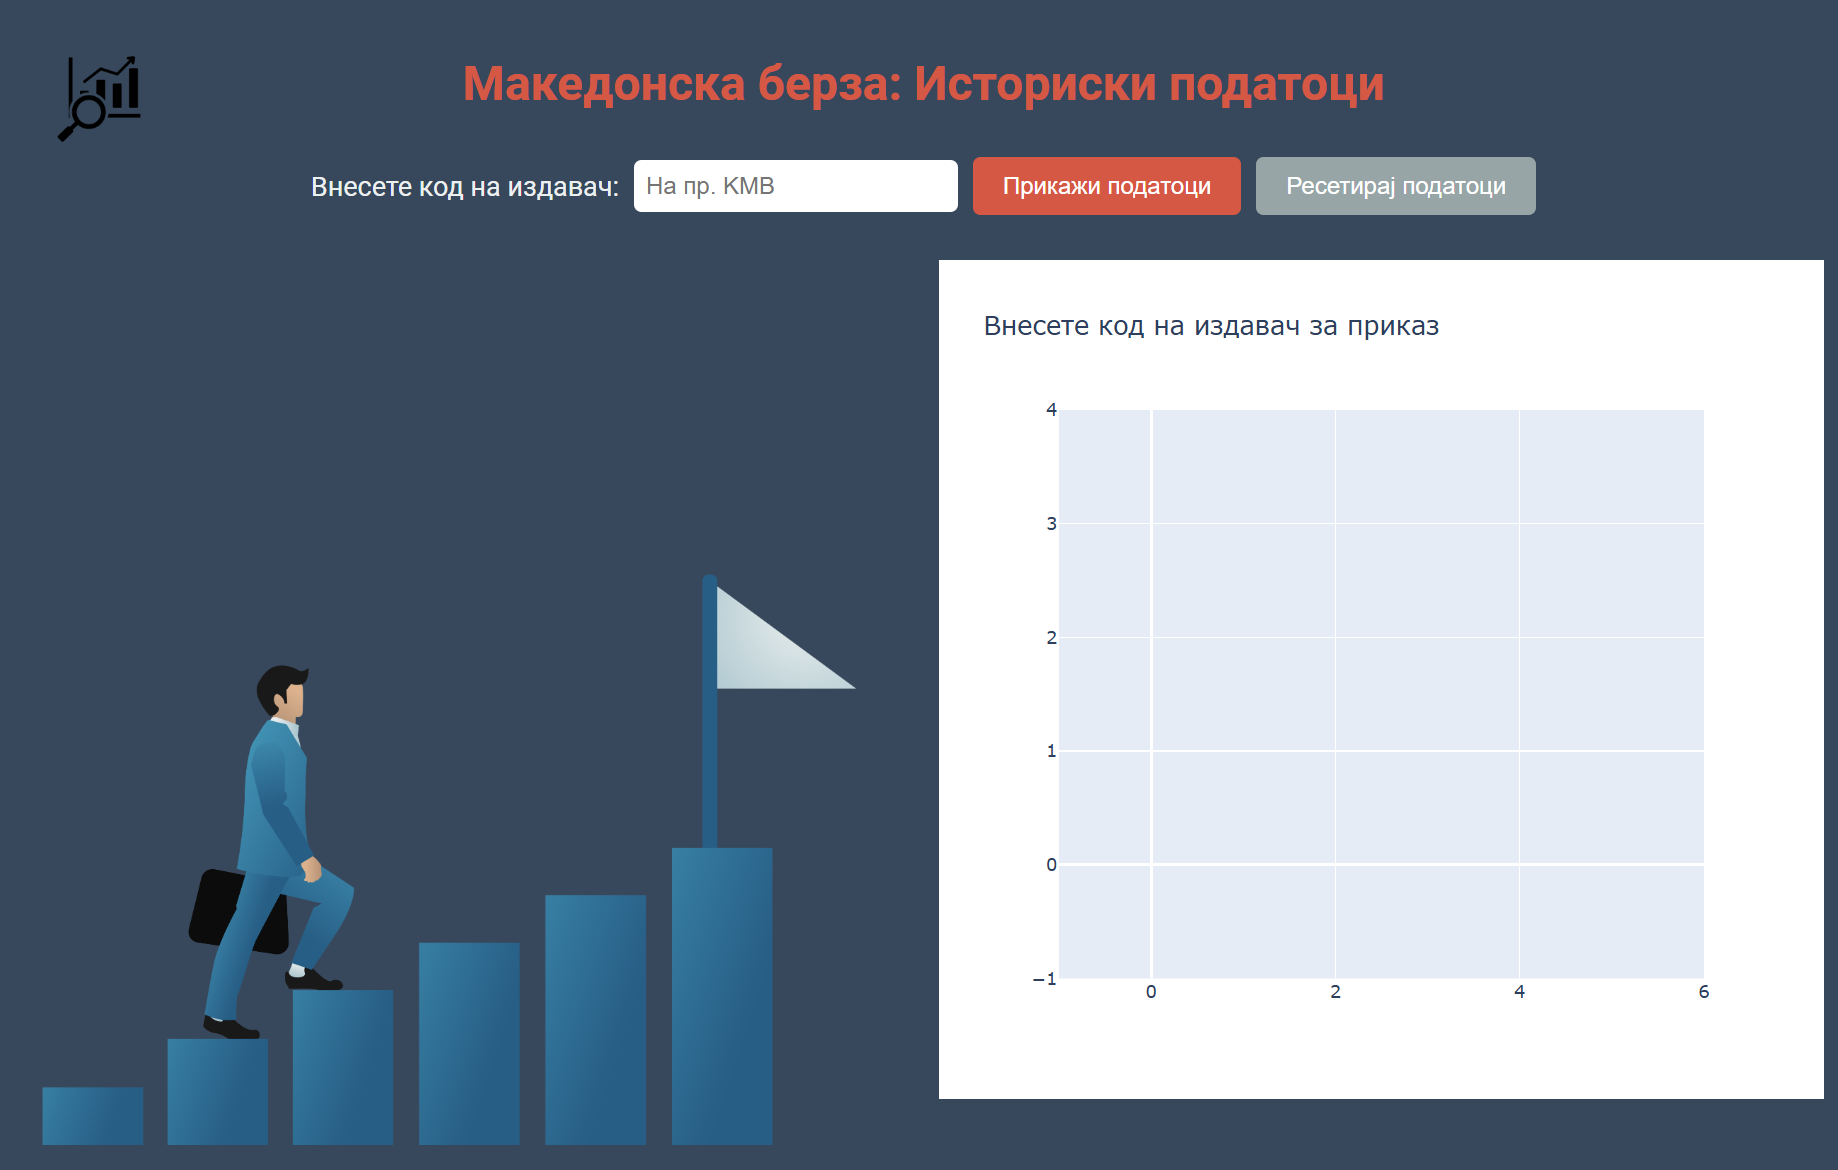 Македонска берза: Историски податоци
Внесете код на издавач: На пр. KMB Прикажи податоци Ресетирај податоци
Внесете код на издавач за приказ
4
3
2
1
0
−1
0 2 4 6